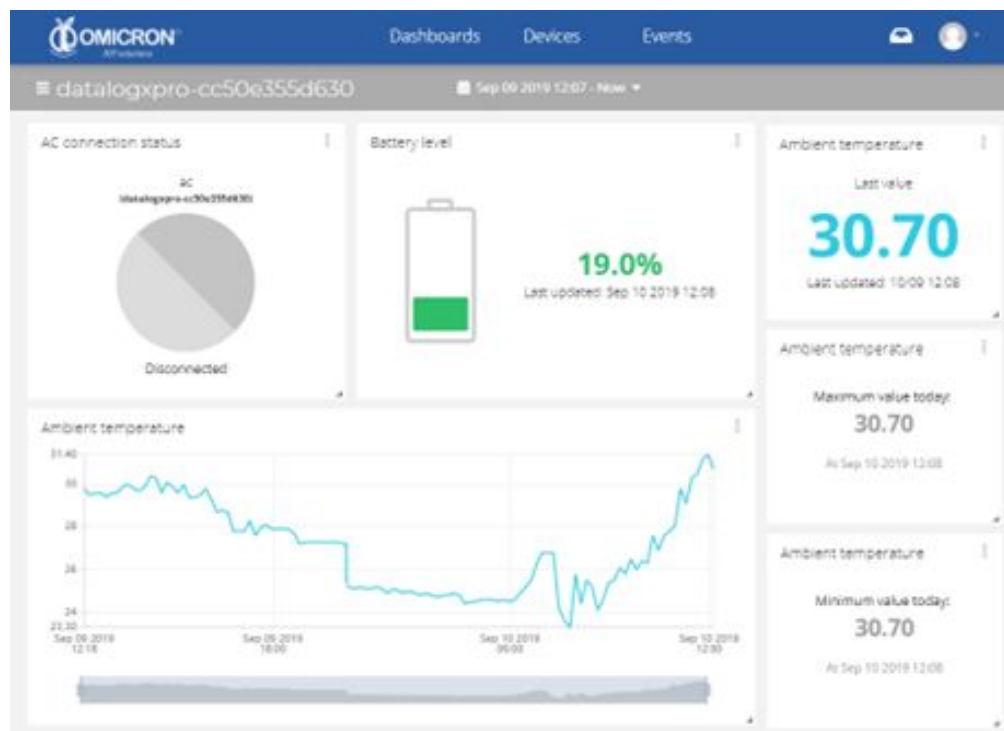 OMICRON
Dashboards
Devices
Events
datalogxpro-cc50e355d630
Sep 09 2019 12:07 - Now
AC connection status
AC
(datalogxpro-cc50e355d630)
Disconnected
Battery level
19.0%
Last updated: Sep 10 2019 12:08
Ambient temperature
Last value
30.70
Last updated: 10/09 12:08
Ambient temperature
Maximum value today:
30.70
At Sep 10 2019 12:08
Ambient temperature
31.40
30
28
26
24
23.30
Sep 09 2019
Sep 09 2019
18:00
Sep 10 2019
06:00
Sep 10 2019
Ambient temperature
Minimum value today:
30.70
At Sep 10 2019 12:08